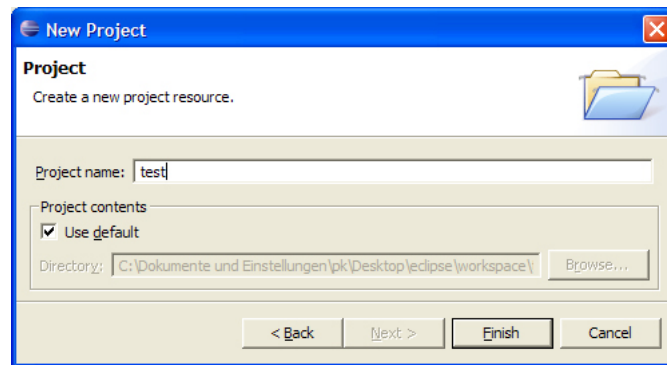 New Project
Project
Create a new project resource.
Project name: test
Project contents
Use default
Directory: C:\Dokumente und Einstellungen\pk\Desktop\eclipse\workspace\ Browse...
< Back Next > Finish Cancel